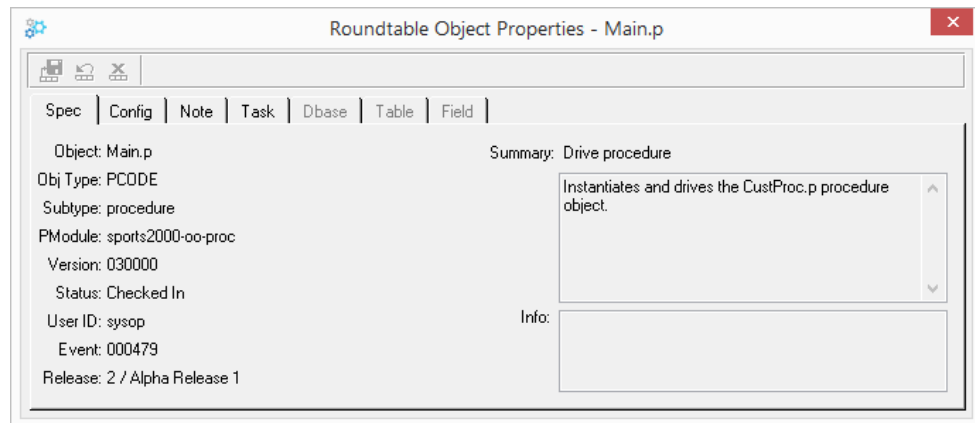 Roundtable Object Properties - Main.p
Spec Config Note Task Dbase Table Field
Object: Main.p
Obj Type: PCODE
Subtype: procedure
PModule: sports2000-oo-proc
Version: 030000
Status: Checked In
User ID: sysop
Event: 000479
Release: 2 / Alpha Release 1
Summary: Drive procedure
Instantiates and drives the CustProc.p procedure
object.
Info: